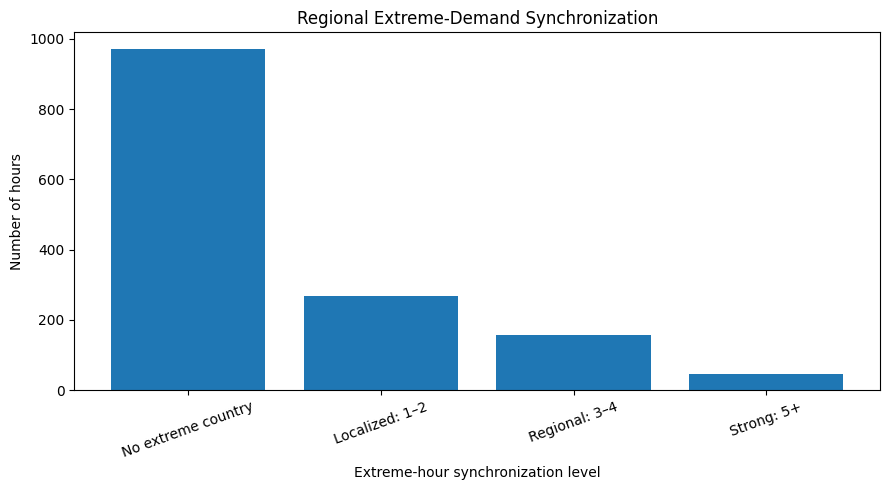 Regional Extreme-Demand Synchronization
Number of hours
1000
800
600
400
200
0
No extreme country
Localized: 1–2
Regional: 3–4
Strong: 5+
Extreme-hour synchronization level